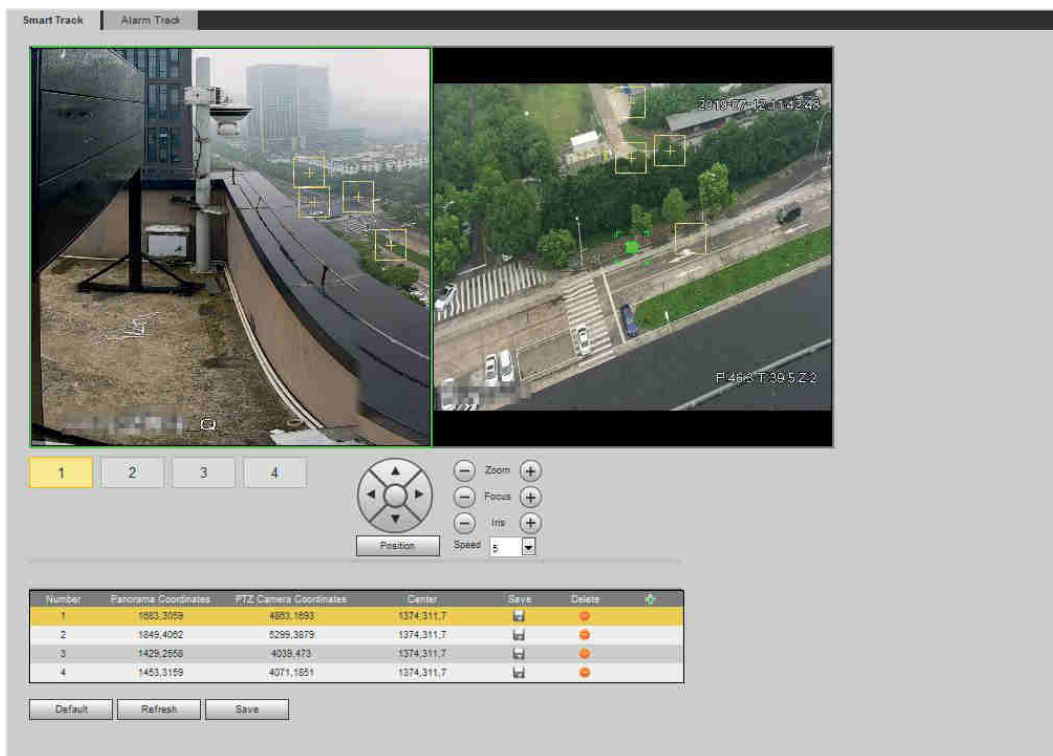 Smart Track Alarm Track
2019-07-12 11:42:43
P:46.6 T:39.5 Z:2
1 2 3 4
Zoom
Focus
Iris
Position Speed 5
Number Panorama Coordinates PTZ Camera Coordinates Center Save Delete
1 1683,3059 4863,1693 1374,311,7
2 1849,4062 5299,3879 1374,311,7
3 1429,2558 4039,473 1374,311,7
4 1453,3159 4071,1851 1374,311,7
Default Refresh Save